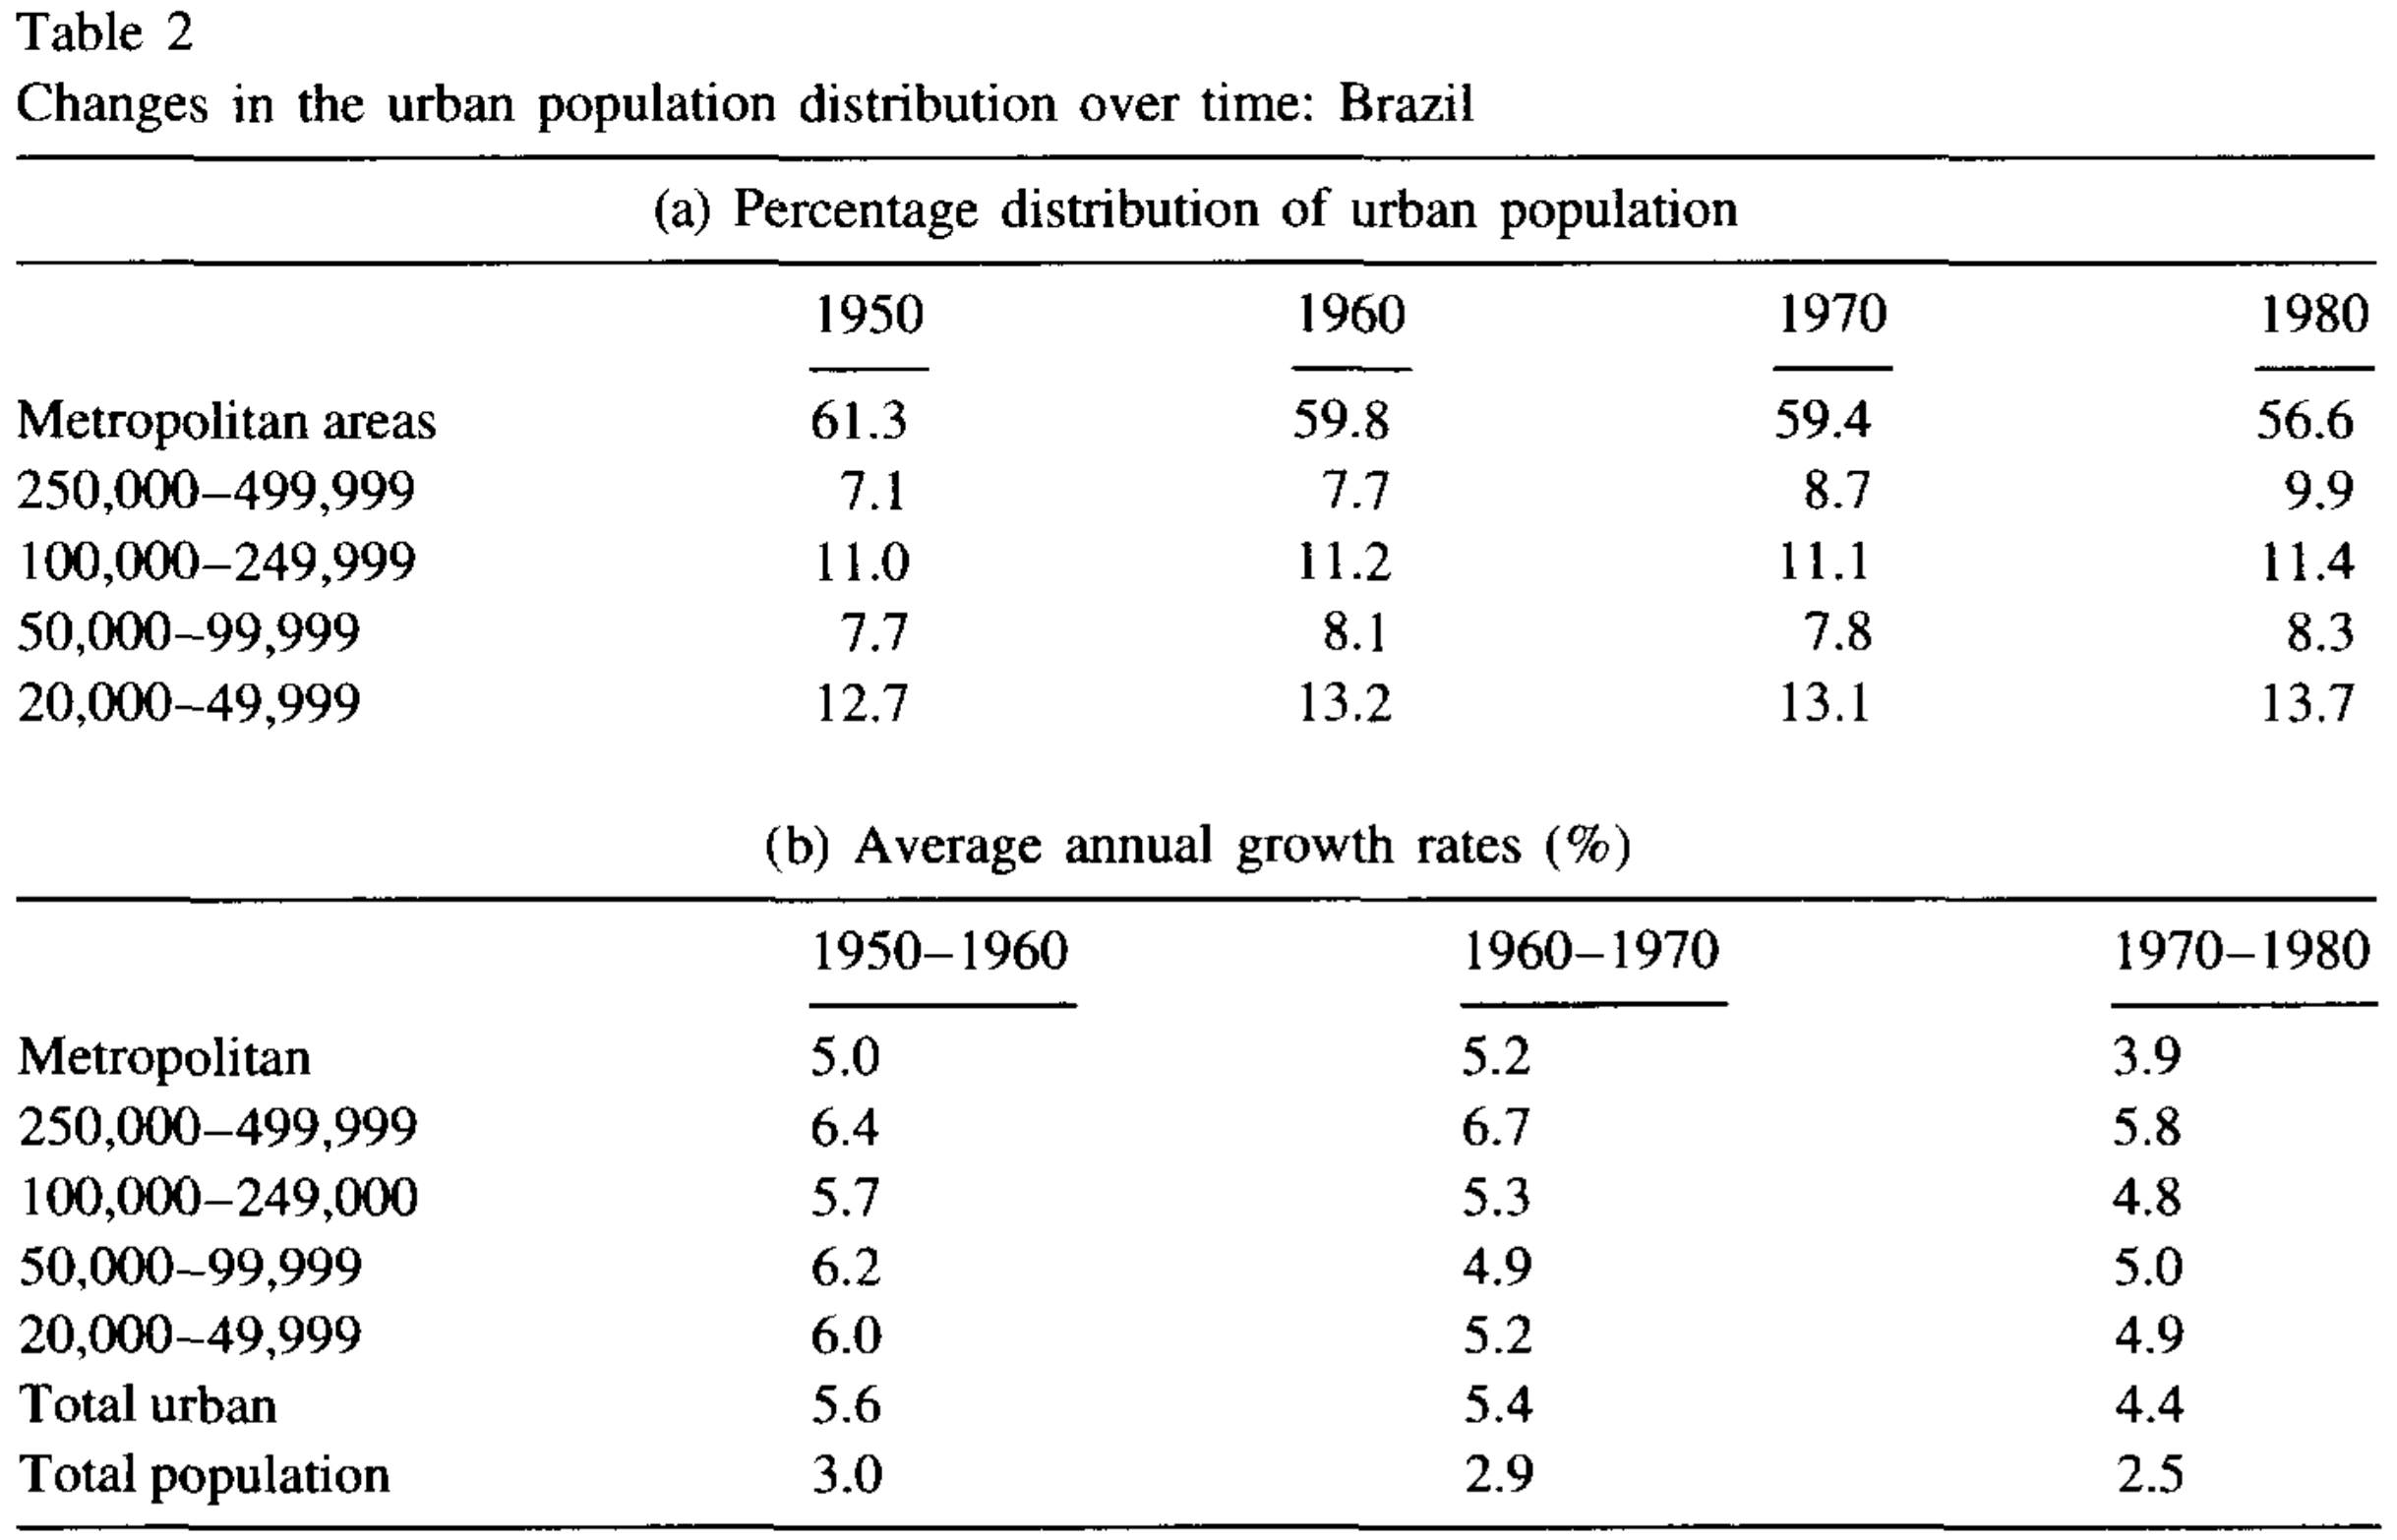 Table 2
Changes in the urban population distribution over time: Brazil
(a) Percentage distribution of urban population
1950 1960 1970 1980
Metropolitan areas 61.3 59.8 59.4 56.6
250,000–499,999 7.1 7.7 8.7 9.9
100,000–249,999 11.0 11.2 11.1 11.4
50,000–99,999 7.7 8.1 7.8 8.3
20,000–49,999 12.7 13.2 13.1 13.7
(b) Average annual growth rates (%)
1950–1960 1960–1970 1970–1980
Metropolitan 5.0 5.2 3.9
250,000–499,999 6.4 6.7 5.8
100,000–249,000 5.7 5.3 4.8
50,000–99,999 6.2 4.9 5.0
20,000–49,999 6.0 5.2 4.9
Total urban 5.6 5.4 4.4
Total population 3.0 2.9 2.5